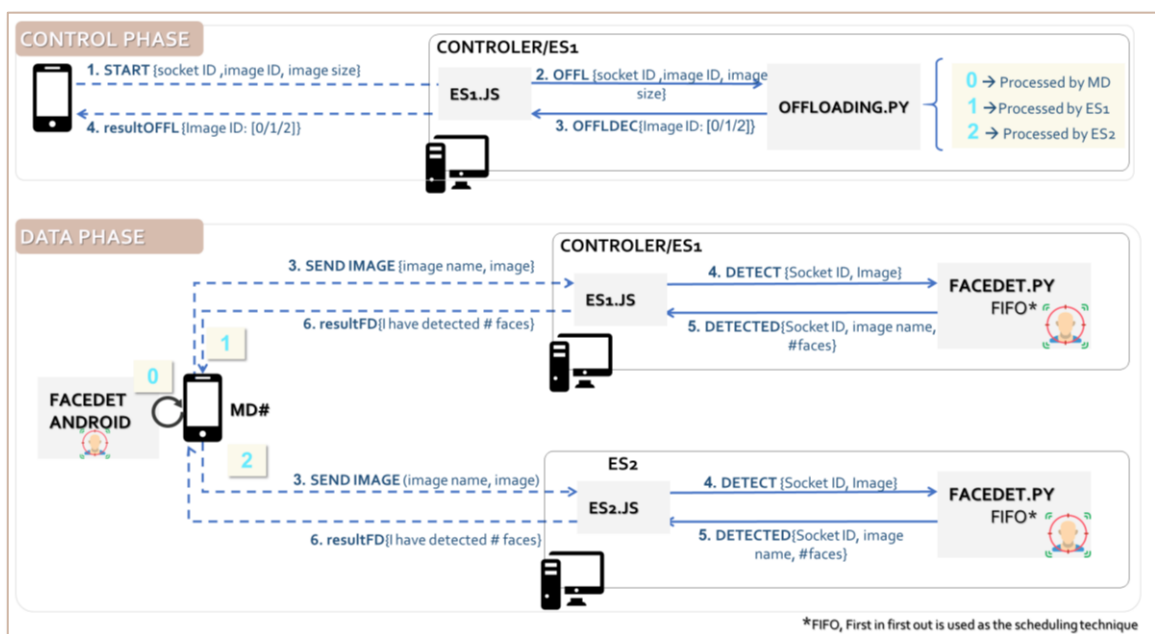 CONTROL PHASE
CONTROLER/ES1
1. START {socket ID ,image ID, image size}
ES1.JS
2. OFFL {socket ID ,image ID, image
size}
OFFLOADING.PY
0 → Processed by MD
1 →Processed by ES1
2 → Processed by ES2
4. resultOFFL {Image ID: [0/1/2]}
3. OFFLDEC{Image ID: [0/1/2]}
DATA PHASE
CONTROLER/ES1
3. SEND IMAGE {image name, image}
ES1.JS
4. DETECT {Socket ID, Image}
FACEDET.PY
FIFO*
6. resultFD{I have detected # faces}
5. DETECTED{Socket ID, image name,
#faces}
1
0
FACEDET
ANDROID
MD#
2
ES2
3. SEND IMAGE (image name, image)
ES2.JS
4. DETECT {Socket ID, Image}
FACEDET.PY
FIFO*
6. resultFD{I have detected # faces}
5. DETECTED{Socket ID, image
name, #faces}
*FIFO, First in first out is used as the scheduling technique